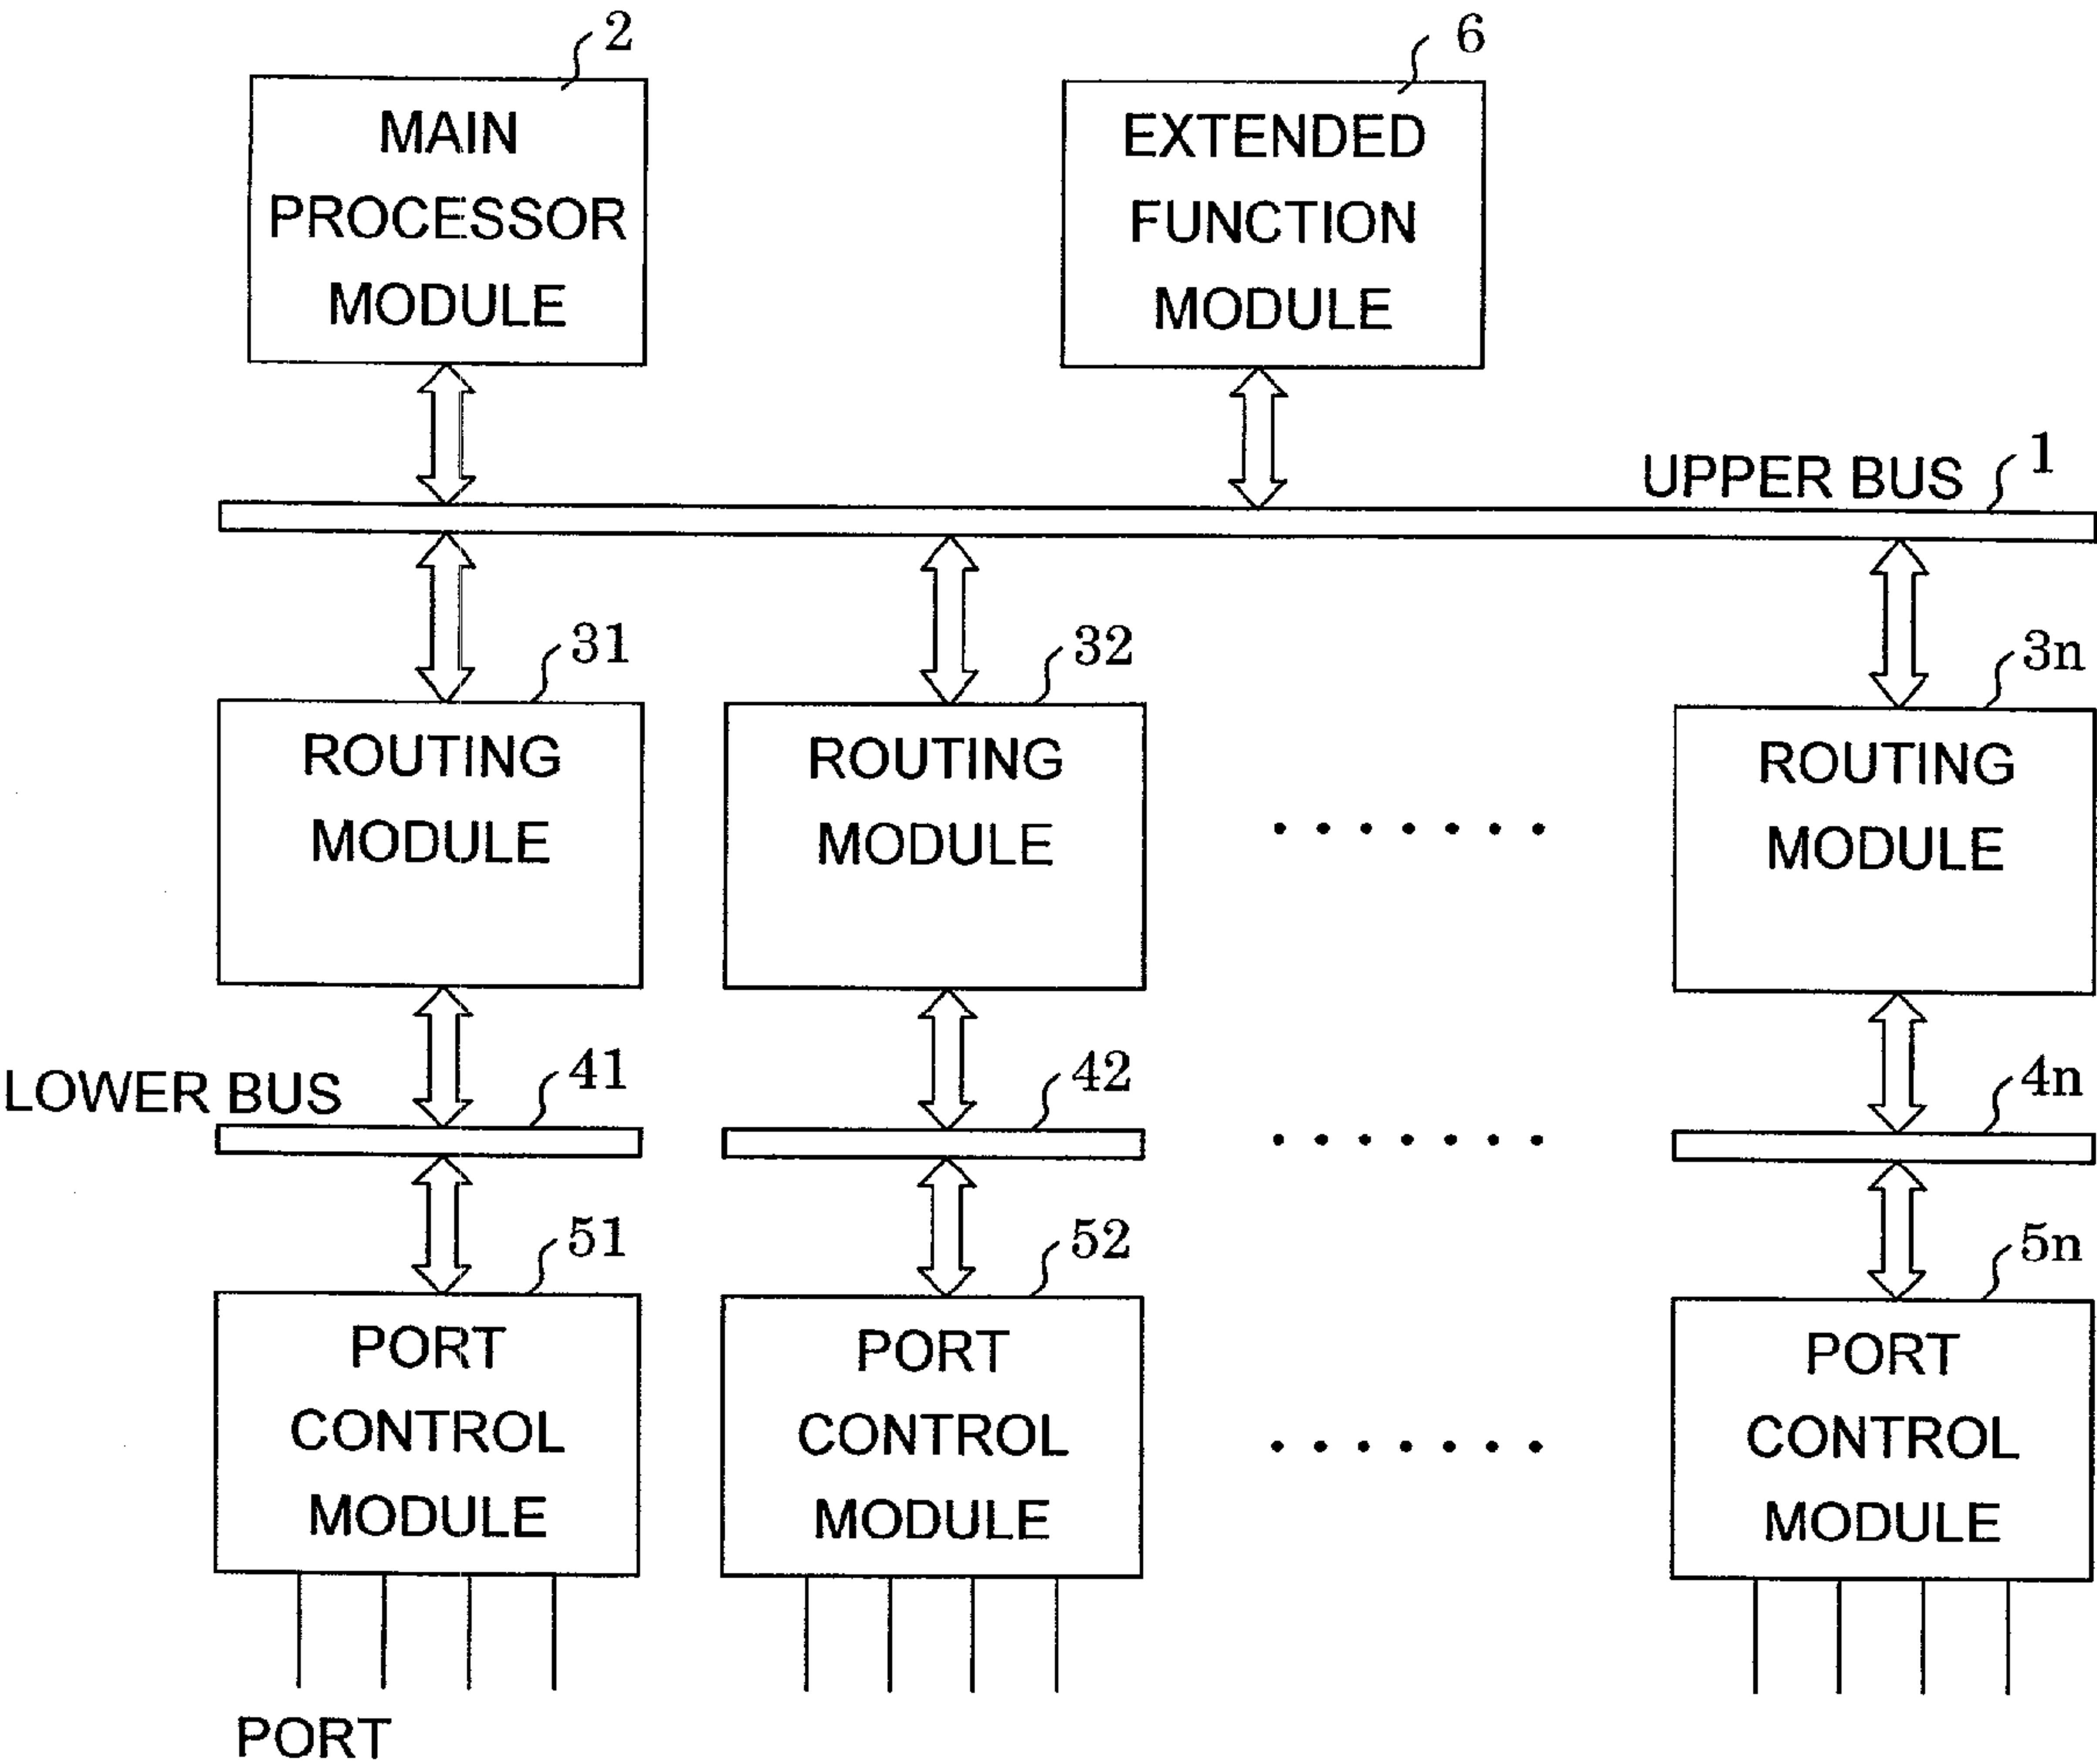 2
6
MAIN
PROCESSOR
MODULE
EXTENDED
FUNCTION
MODULE
UPPER BUS
1
31
32
3n
ROUTING
MODULE
ROUTING
MODULE
ROUTING
MODULE
LOWER BUS
41
42
4n
51
52
5n
PORT
CONTROL
MODULE
PORT
CONTROL
MODULE
PORT
CONTROL
MODULE
PORT